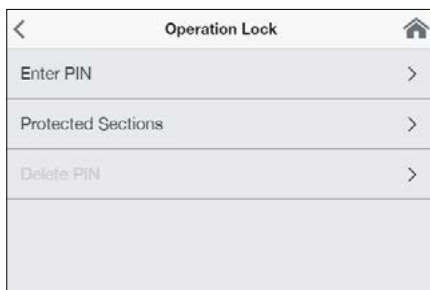 Operation Lock
Enter PIN
Protected Sections
Delete PIN